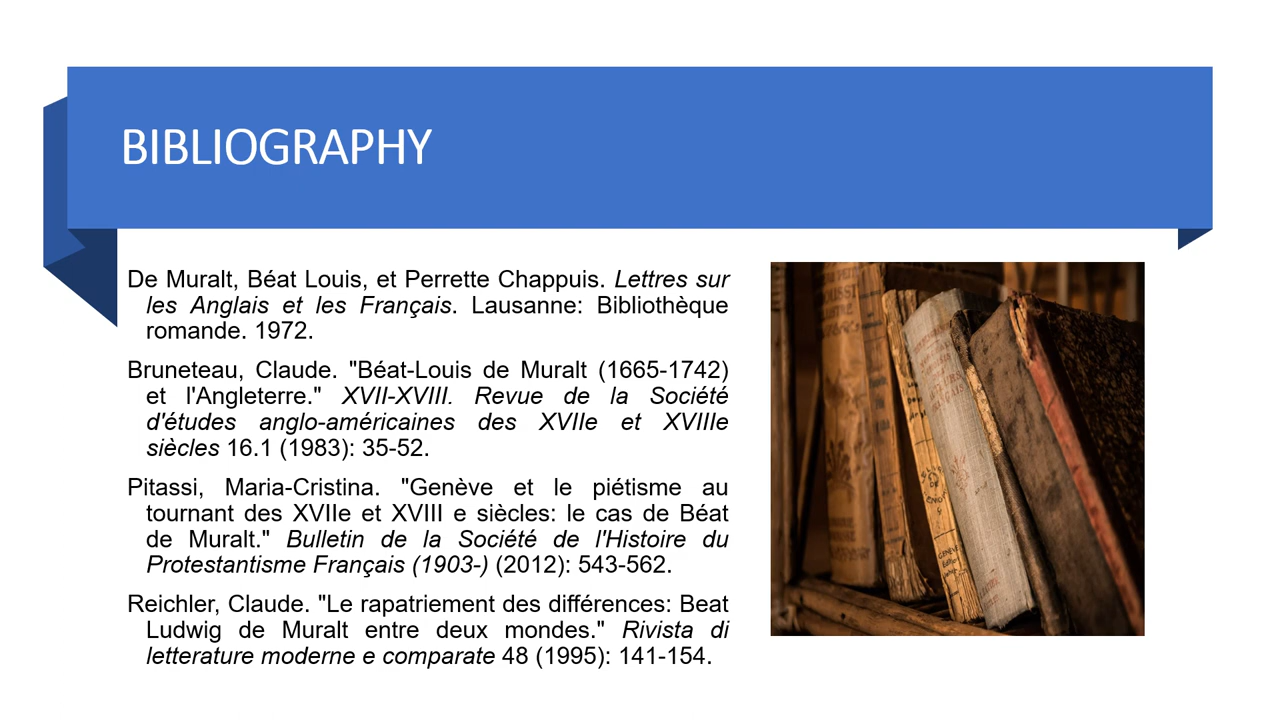 BIBLIOGRAPHY
De Muralt, Béat Louis, et Perrette Chappuis. Lettres sur
les Anglais et les Français. Lausanne: Bibliothèque
romande. 1972.
Bruneteau, Claude. "Béat-Louis de Muralt (1665-1742)
et l'Angleterre." XVII-XVIII. Revue de la Société
d'études anglo-américaines des XVIIe et XVIIIe
siècles 16.1 (1983): 35-52.
Pitassi, Maria-Cristina. "Genève et le piétisme au
tournant des XVIIe et XVIII e siècles: le cas de Béat
de Muralt." Bulletin de la Société de l'Histoire du
Protestantisme Français (1903-) (2012): 543-562.
Reichler, Claude. "Le rapatriement des différences: Beat
Ludwig de Muralt entre deux mondes." Rivista di
letterature moderne e comparate 48 (1995): 141-154.